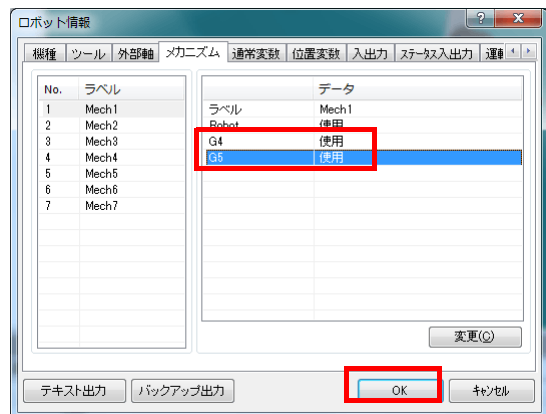 ロボット情報
機種 ツール 外部軸 メカニズム 通常変数 位置変数 入出力 ステータス入出力
No. ラベル データ
1 Mech1 ラベル Mech1
2 Mech2 Robot 使用
3 Mech3 G4 使用
4 Mech4 G5 使用
5 Mech5
6 Mech6
7 Mech7
変更(C)
テキスト出力 バックアップ出力 OK キャンセル